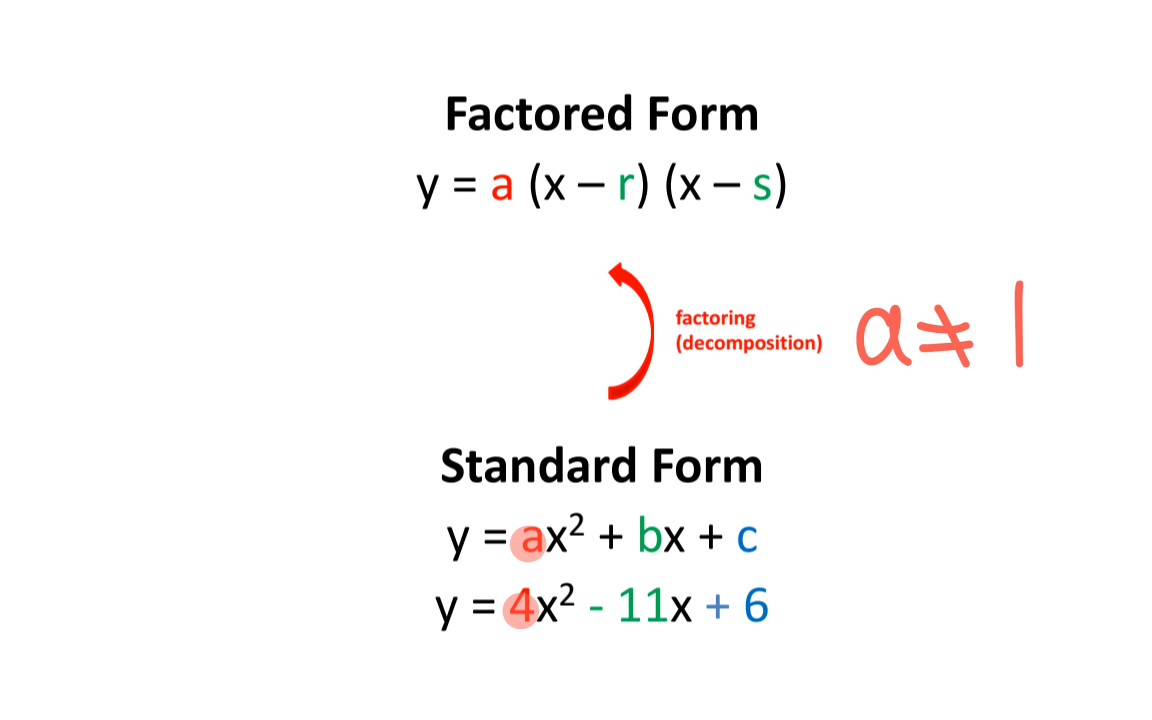 Factored Form
y = a (x – r) (x – s)
factoring
(decomposition)
a ≠ 1
Standard Form
y = ax² + bx + c
y = 4x² - 11x + 6